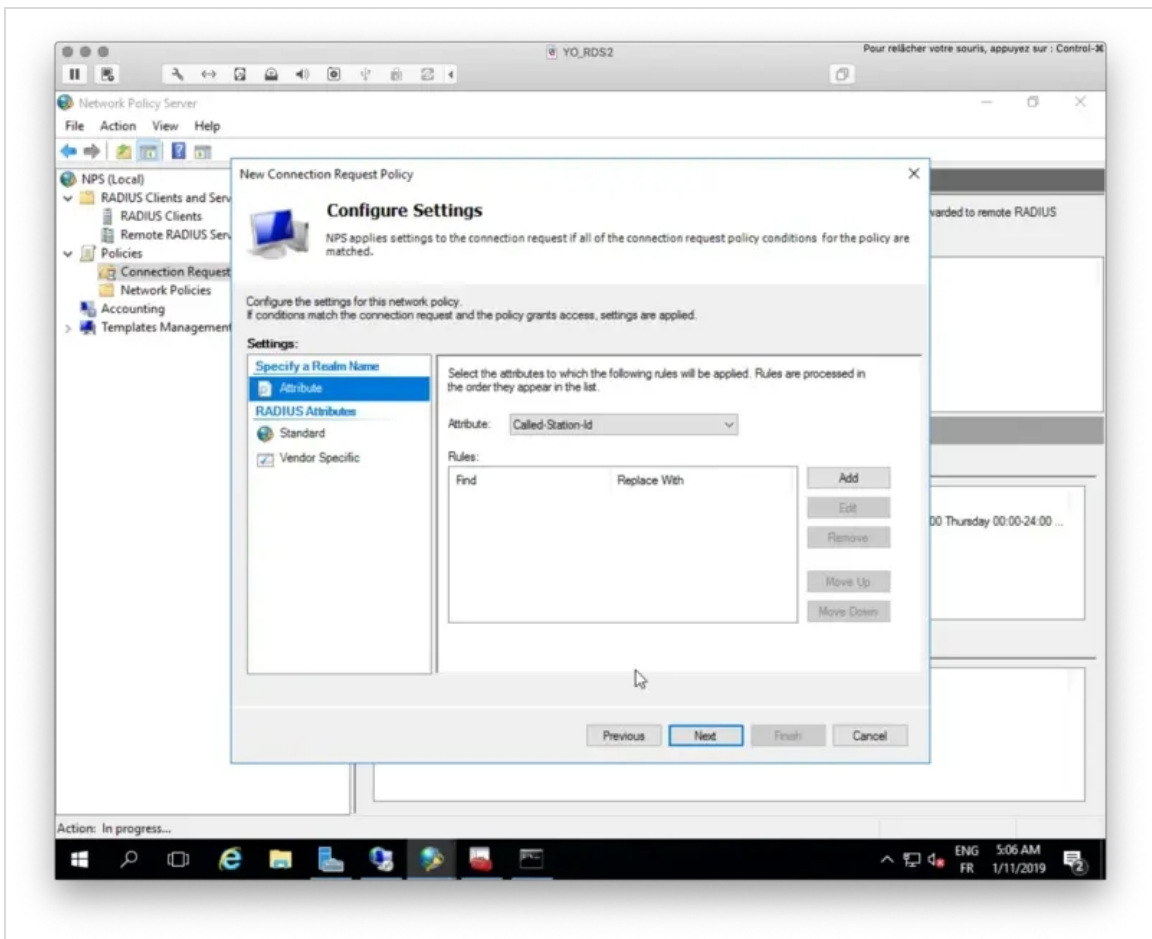 YO_RDS2
Pour relâcher votre souris, appuyez sur : Control-⌘
Network Policy Server
File Action View Help
NPS (Local)
RADIUS Clients and Serv
RADIUS Clients
Remote RADIUS Serv
Policies
Connection Request
Network Policies
Accounting
Templates Management
New Connection Request Policy
Configure Settings
NPS applies settings to the connection request if all of the connection request policy conditions for the policy are
matched.
Configure the settings for this network policy.
If conditions match the connection request and the policy grants access, settings are applied.
Settings:
Specify a Realm Name
Attribute
RADIUS Attributes
Standard
Vendor Specific
Select the attributes to which the following rules will be applied. Rules are processed in
the order they appear in the list.
Attribute: Called-Station-Id
Rules:
Find Replace With
Add
Edit
Remove
Move Up
Move Down
Previous Next Finish Cancel
warded to remote RADIUS
00 Thursday 00:00-24:00 ...
Action: In progress...
ENG 5:06 AM
FR 1/11/2019
2